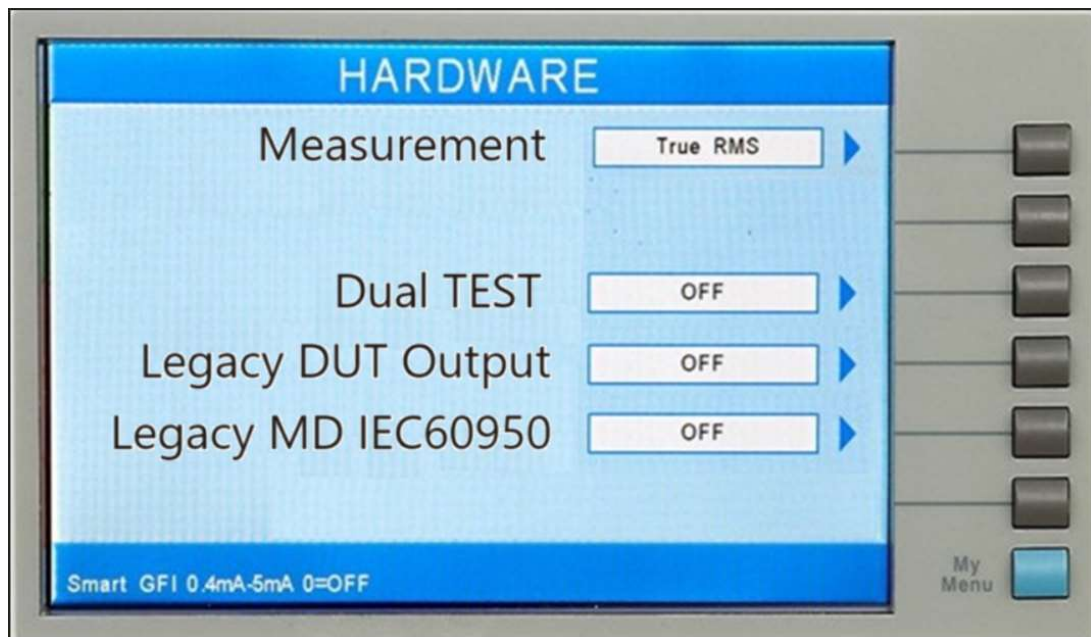 HARDWARE
Measurement True RMS
Dual TEST OFF
Legacy DUT Output OFF
Legacy MD IEC60950 OFF
Smart GFI 0.4mA-5mA 0=OFF
My
Menu